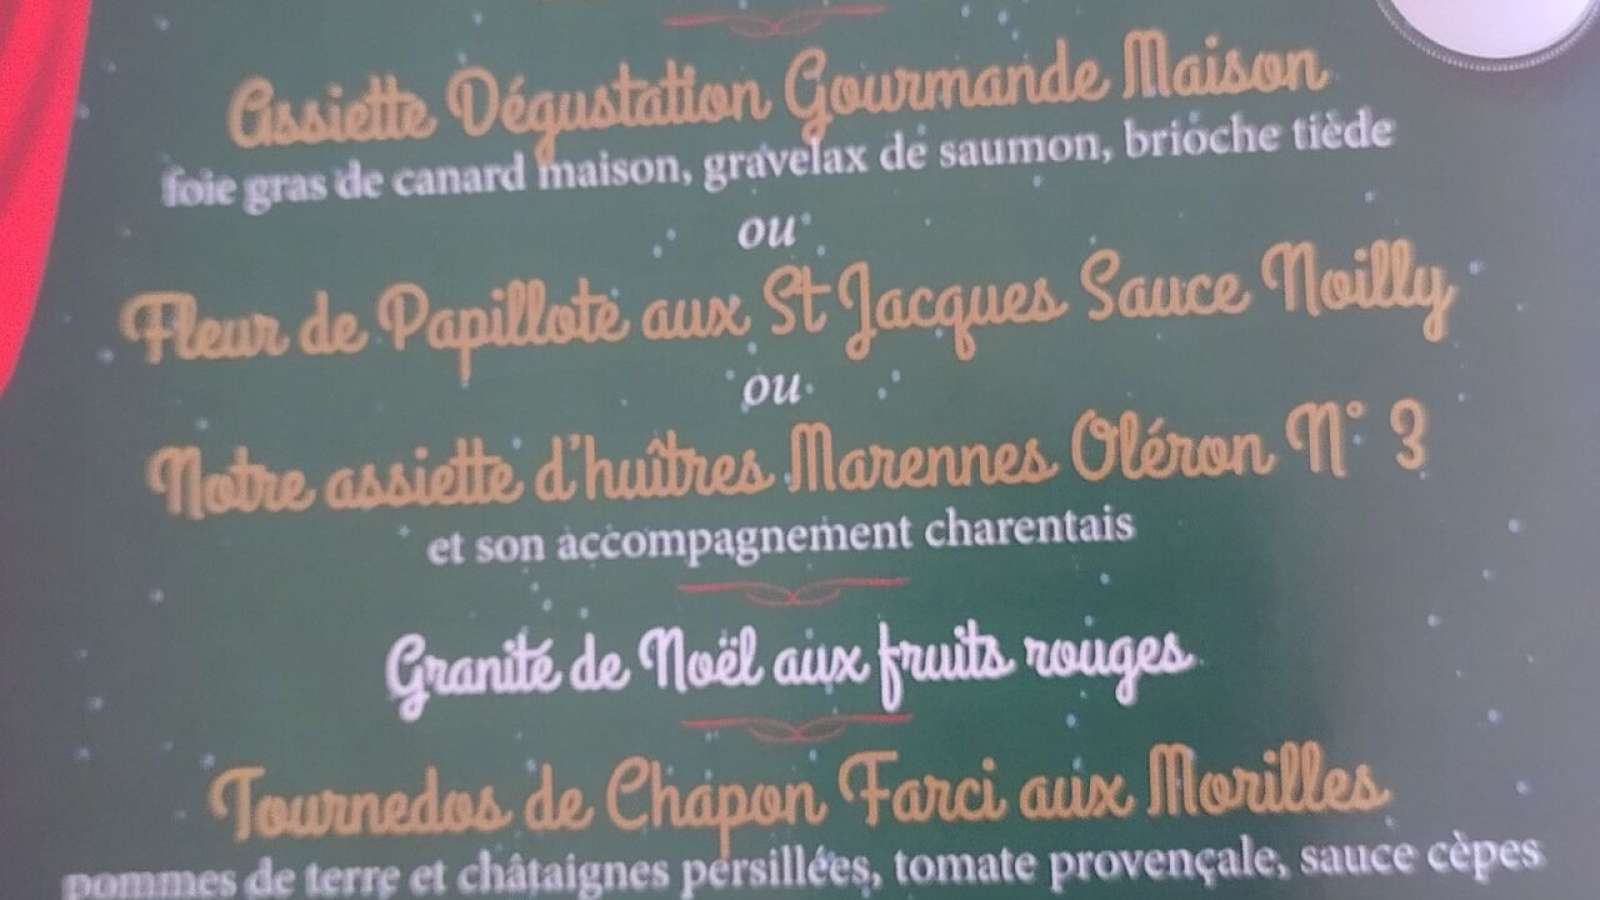 Assiette Dégustation Gourmande Maison
foie gras de canard maison, gravelax de saumon, brioche tiède
ou
Fleur de Papillote aux St Jacques Sauce Noilly
ou
Notre assiette d'huîtres Marennes Oléron N° 3
et son accompagnement charentais
Granité de Noël aux fruits rouges
Tournedos de Chapon Farci aux Morilles
pommes de terre et châtaignes persillées, tomate provençale, sauce cèpes